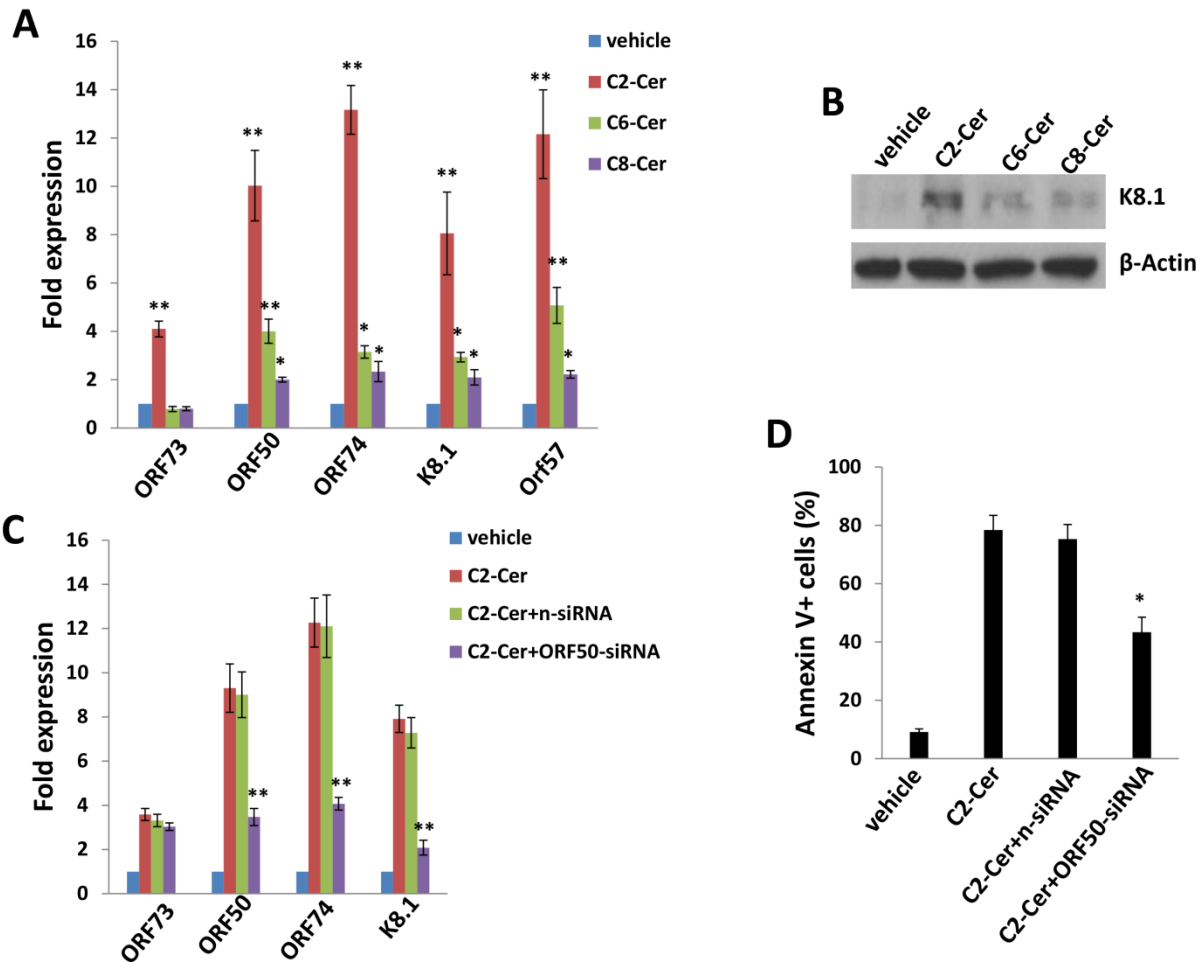 A
Fold expression
16
14
12
10
8
6
4
2
0
**
**
**
*
**
*
*
**
*
*
**
**
*
ORF73
ORF50
ORF74
K8.1
Orf57
vehicle
C2-Cer
C6-Cer
C8-Cer
B
vehicle
C2-Cer
C6-Cer
C8-Cer
K8.1
β-Actin
C
Fold expression
16
14
12
10
8
6
4
2
0
**
**
**
ORF73
ORF50
ORF74
K8.1
vehicle
C2-Cer
C2-Cer+n-siRNA
C2-Cer+ORF50-siRNA
D
Annexin V+ cells (%)
100
80
60
40
20
0
*
vehicle
C2-Cer
C2-Cer+n-siRNA
C2-Cer+ORF50-siRNA